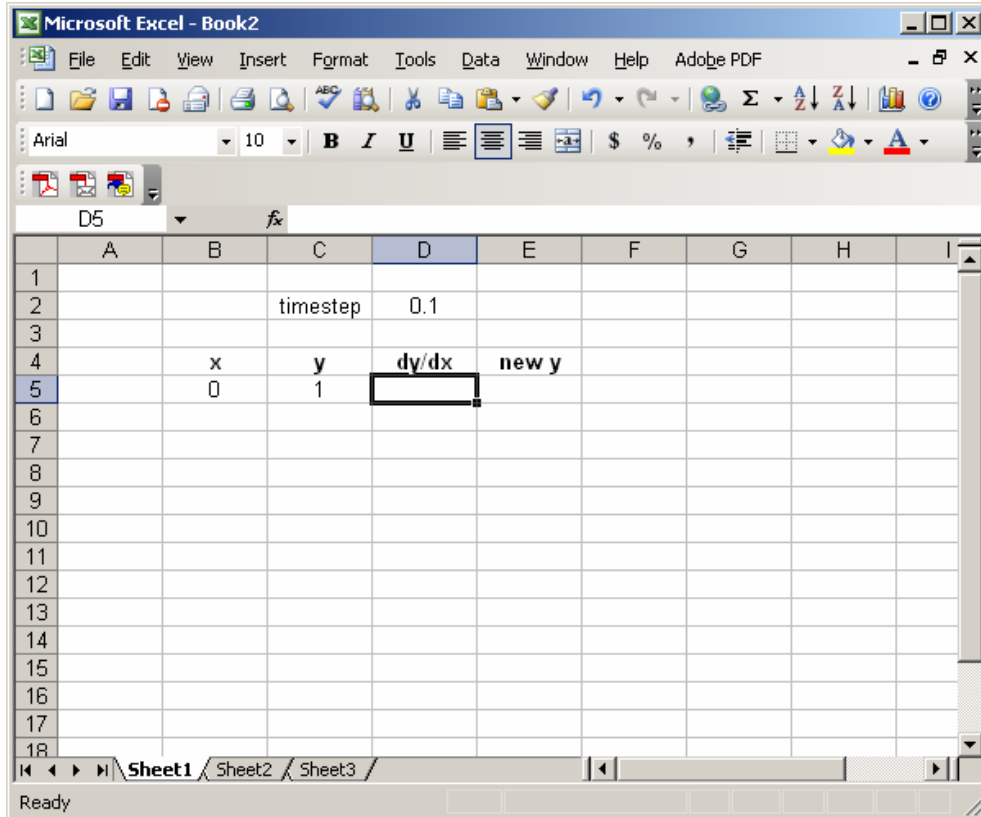 Microsoft Excel - Book2
File Edit View Insert Format Tools Data Window Help Adobe PDF
ABC Σ A Z Z A
Arial 10 B I U a $ % , A
D5 fx
A B C D E F G H I
1
2 timestep 0.1
3
4 x y dy/dx new y
5 0 1
6
7
8
9
10
11
12
13
14
15
16
17
18
Sheet1 Sheet2 Sheet3
Ready